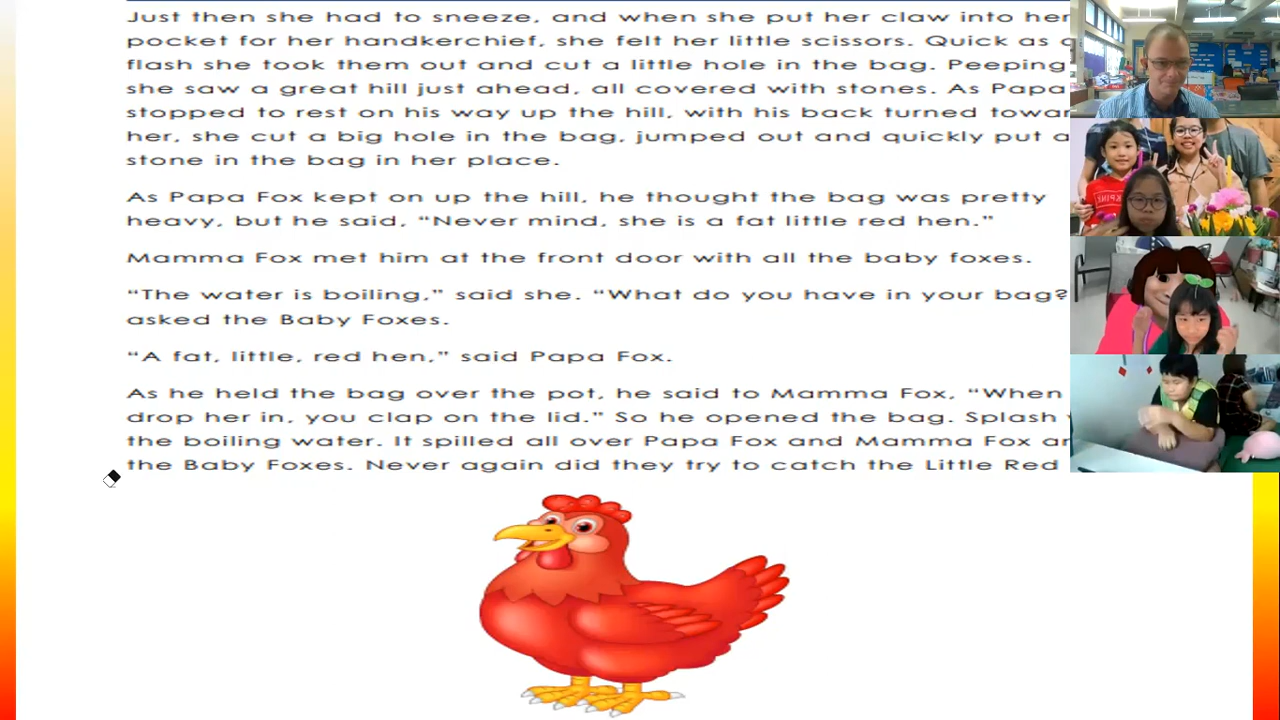 Just then she had to sneeze, and when she put her claw into her
pocket for her handkerchief, she felt her little scissors. Quick as
flash she took them out and cut a little hole in the bag. Peeping
she saw a great hill just ahead, all covered with stones. As Papa
stopped to rest on his way up the hill, with his back turned
her, she cut a big hole in the bag, jumped out and quickly put a
stone in the bag in her place.
As Papa Fox kept on up the hill, he thought the bag was pretty
heavy, but he said, “Never mind, she is a fat little red hen.”
Mamma Fox met him at the front door with all the baby foxes.
“The water is boiling,” said she. “What do you have in your bag?
asked the Baby Foxes.
“A fat, little, red hen,” said Papa Fox.
As he held the bag over the pot, he said to Mamma Fox, “When
drop her in, you clap on the lid.” So he opened the bag. Splash
the boiling water. It spilled all over Papa Fox and Mamma Fox
the Baby Foxes. Never again did they try to catch the Little Red